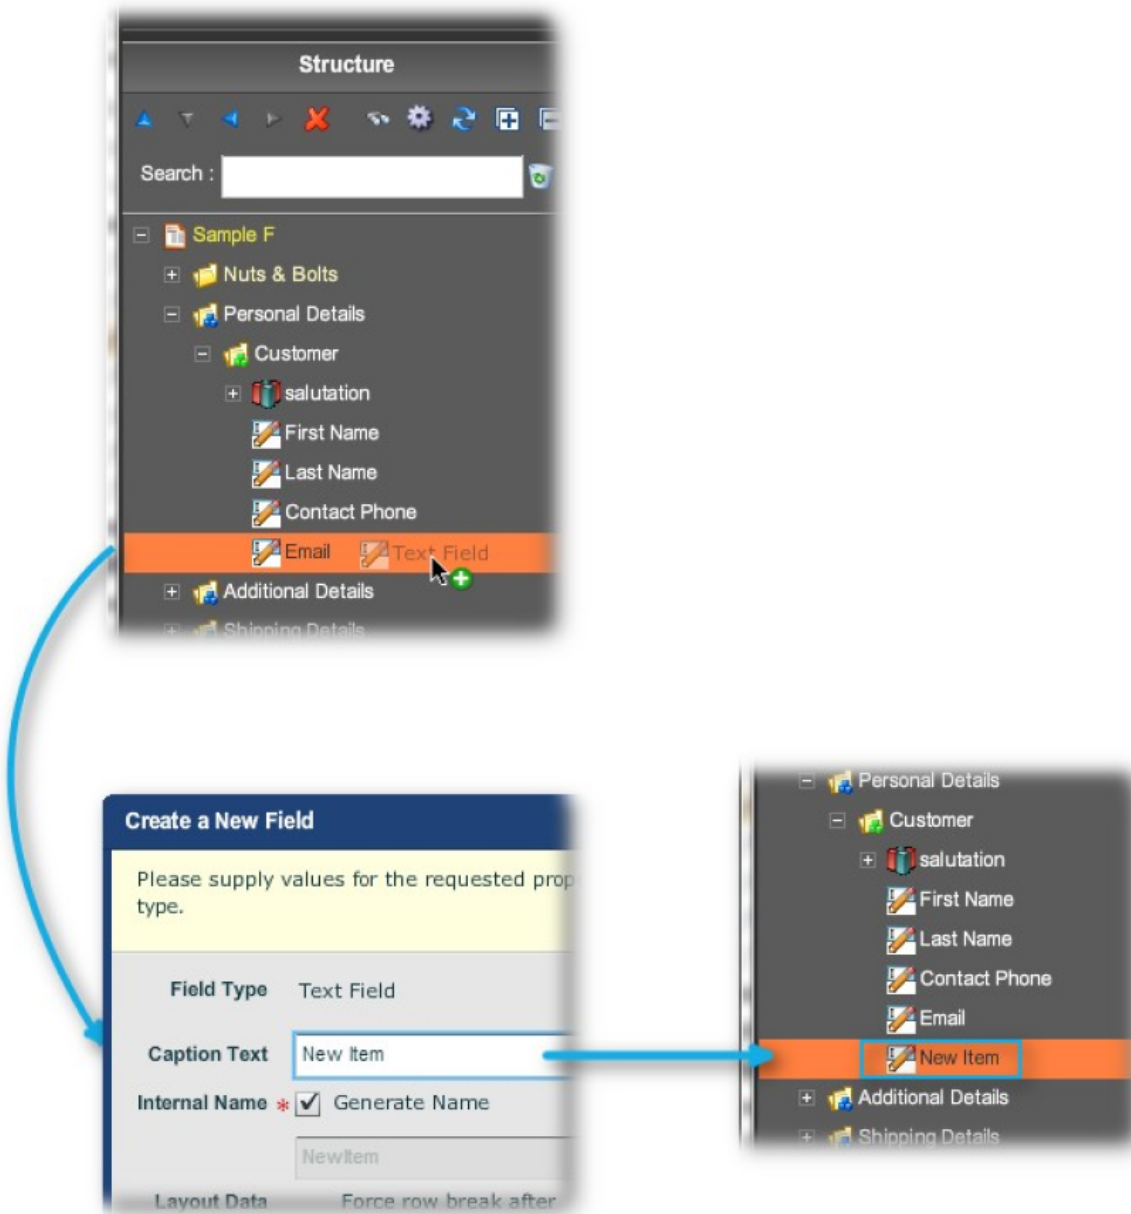 Structure
Search :
Sample F
Nuts & Bolts
Personal Details
Customer
salutation
First Name
Last Name
Contact Phone
Email Text Field
Additional Details
Shipping Details
Create a New Field
Please supply values for the requested prop
type.
Field Type Text Field
Caption Text New Item
Internal Name * Generate Name
NewItem
Layout Data Force row break after
Personal Details
Customer
salutation
First Name
Last Name
Contact Phone
Email
New Item
Additional Details
Shipping Details